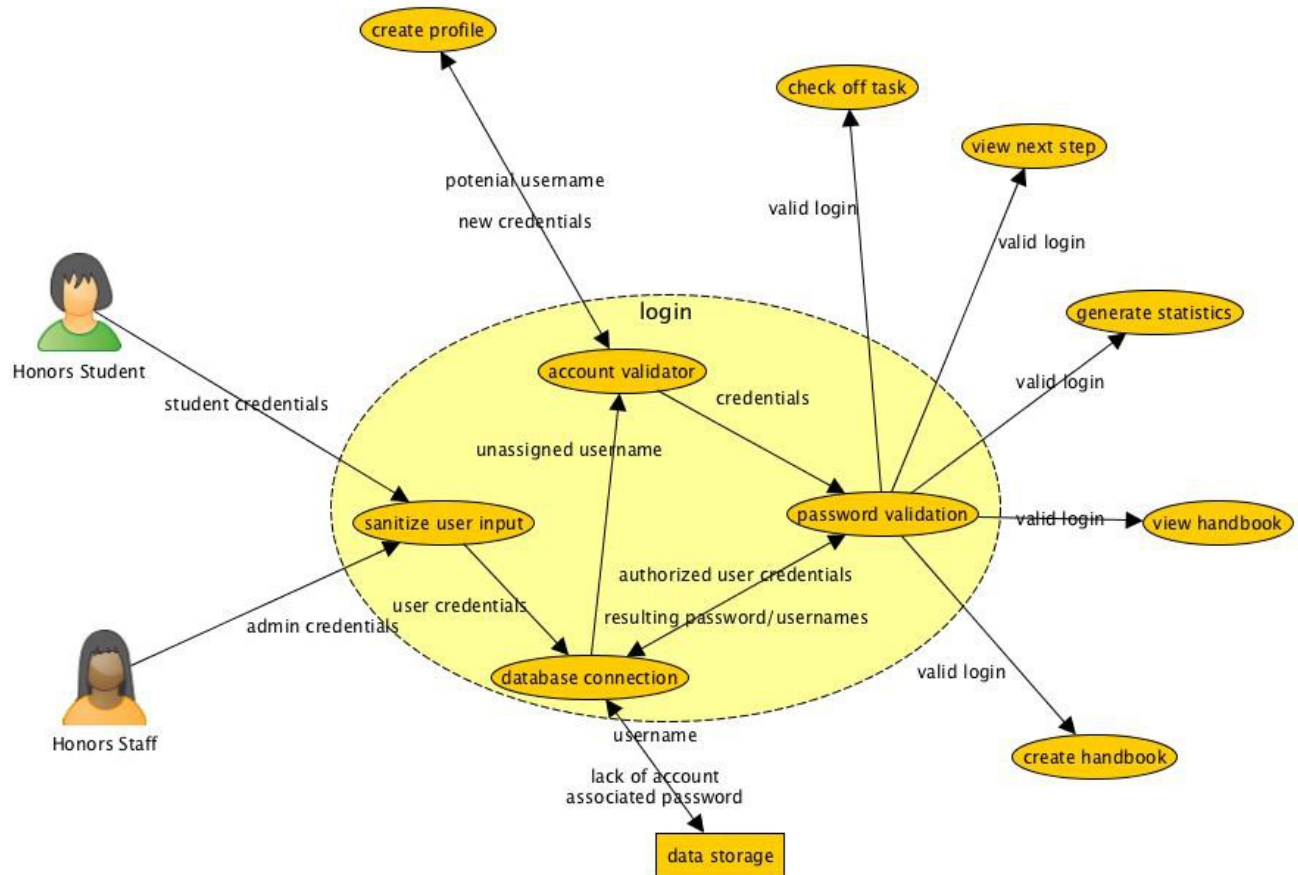 create profile
check off task
view next step
potenial username
valid login
new credentials
valid login
generate statistics
login
Honors Student
account validator
valid login
student credentials
credentials
unassigned username
sanitize user input
password validation
valid login
view handbook
authorized user credentials
user credentials
resulting password/usernames
admin credentials
valid login
database connection
Honors Staff
username
create handbook
lack of account
associated password
data storage